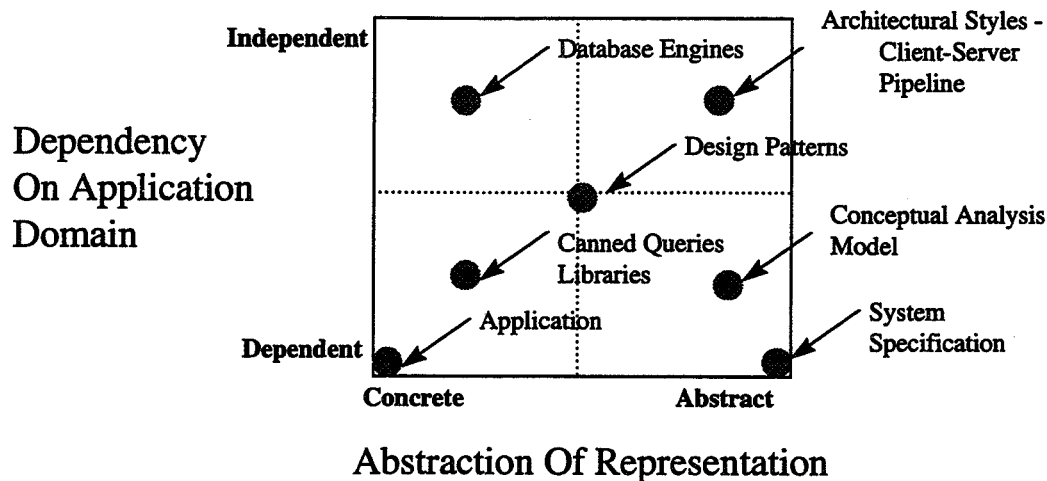 Independent
Database Engines
Architectural Styles -
Client-Server
Pipeline
Dependency
On Application
Domain
Design Patterns
Canned Queries
Libraries
Conceptual Analysis
Model
Application
System
Specification
Dependent
Concrete
Abstract
Abstraction Of Representation